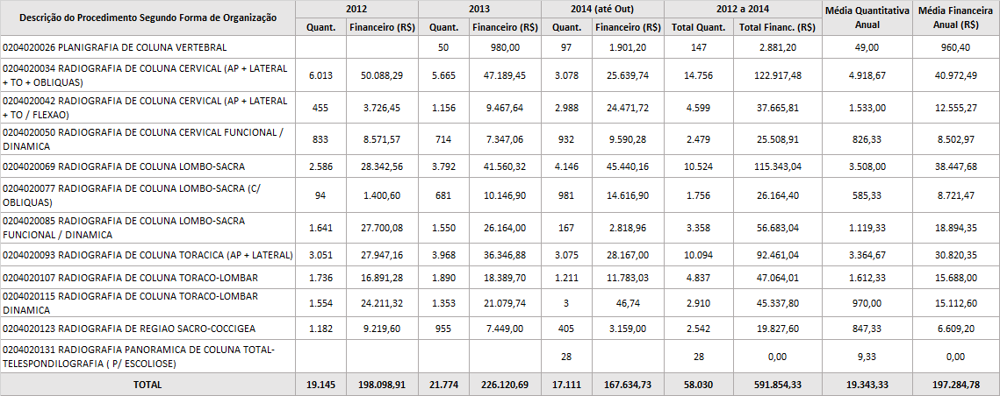 Descrição do Procedimento Segundo Forma de Organização 2012 2013 2014 (até Out) 2012 a 2014 Média Quantitativa Anual Média Financeira Anual (R$)
Quant. Financeiro (R$) Quant. Financeiro (R$) Quant. Financeiro (R$) Total Quant. Total Financ. (R$)
0204020026 PLANIGRAFIA DE COLUNA VERTEBRAL 50 980,00 97 1.901,20 147 2.881,20 49,00 960,40
0204020034 RADIOGRAFIA DE COLUNA CERVICAL (AP + LATERAL
+ TO + OBLIQUAS) 6.013 50.088,29 5.665 47.189,45 3.078 25.639,74 14.756 122.917,48 4.918,67 40.972,49
0204020042 RADIOGRAFIA DE COLUNA CERVICAL (AP + LATERAL
+ TO / FLEXAO) 455 3.726,45 1.156 9.467,64 2.988 24.471,72 4.599 37.665,81 1.533,00 12.555,27
0204020050 RADIOGRAFIA DE COLUNA CERVICAL FUNCIONAL /
DINAMICA 833 8.571,57 714 7.347,06 932 9.590,28 2.479 25.508,91 826,33 8.502,97
0204020069 RADIOGRAFIA DE COLUNA LOMBO-SACRA 2.586 28.342,56 3.792 41.560,32 4.146 45.440,16 10.524 115.343,04 3.508,00 38.447,68
0204020077 RADIOGRAFIA DE COLUNA LOMBO-SACRA (C/
OBLIQUAS) 94 1.400,60 681 10.146,90 981 14.616,90 1.756 26.164,40 585,33 8.721,47
0204020085 RADIOGRAFIA DE COLUNA LOMBO-SACRA
FUNCIONAL / DINAMICA 1.641 27.700,08 1.550 26.164,00 167 2.818,96 3.358 56.683,04 1.119,33 18.894,35
0204020093 RADIOGRAFIA DE COLUNA TORACICA (AP + LATERAL) 3.051 27.947,16 3.968 36.346,88 3.075 28.167,00 10.094 92.461,04 3.364,67 30.820,35
0204020107 RADIOGRAFIA DE COLUNA TORACO-LOMBAR 1.736 16.891,28 1.890 18.389,70 1.211 11.783,03 4.837 47.064,01 1.612,33 15.688,00
0204020115 RADIOGRAFIA DE COLUNA TORACO-LOMBAR
DINAMICA 1.554 24.211,32 1.353 21.079,74 3 46,74 2.910 45.337,80 970,00 15.112,60
0204020123 RADIOGRAFIA DE REGIAO SACRO-COCCIGEA 1.182 9.219,60 955 7.449,00 405 3.159,00 2.542 19.827,60 847,33 6.609,20
0204020131 RADIOGRAFIA PANORAMICA DE COLUNA TOTAL-
TELESPONDILOGRAFIA ( P/ ESCOLIOSE) 28 28 0,00 9,33 0,00
TOTAL 19.145 198.098,91 21.774 226.120,69 17.111 167.634,73 58.030 591.854,33 19.343,33 197.284,78